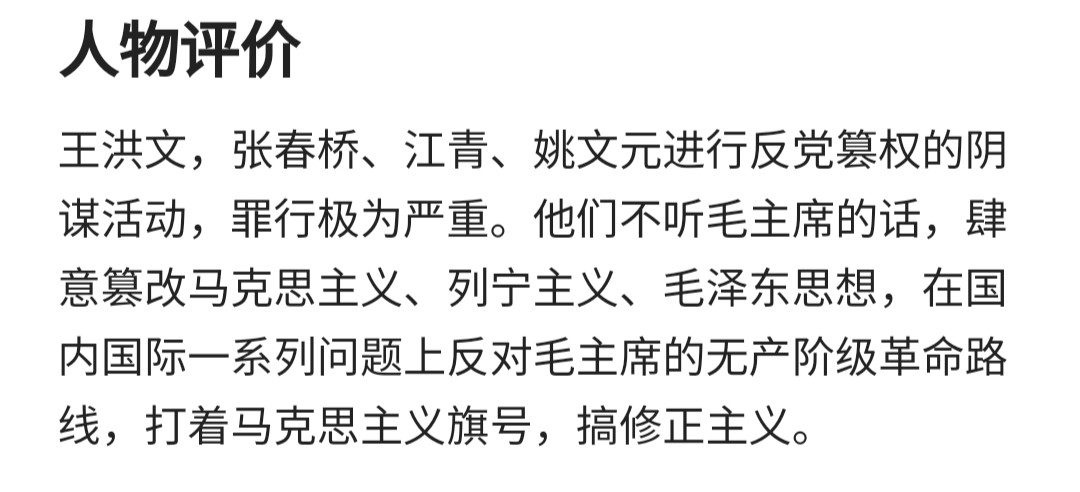 人物评价
王洪文，张春桥、江青、姚文元进行反党篡权的阴
谋活动，罪行极为严重。他们不听毛主席的话，肆
意篡改马克思主义、列宁主义、毛泽东思想，在国
内国际一系列问题上反对毛主席的无产阶级革命路
线，打着马克思主义旗号，搞修正主义。